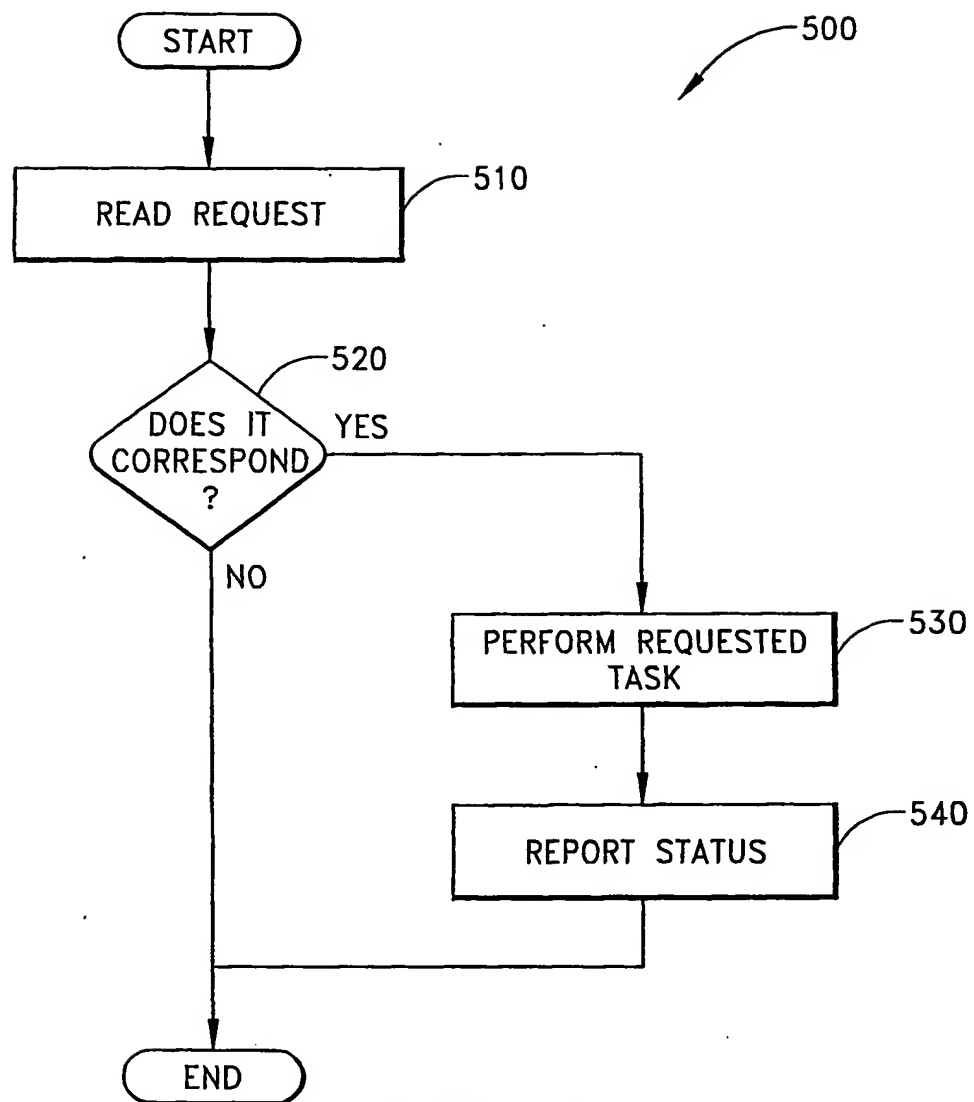 START
500
READ REQUEST
510
520
DOES IT
CORRESPOND
?
YES
NO
PERFORM REQUESTED
TASK
530
REPORT STATUS
540
END